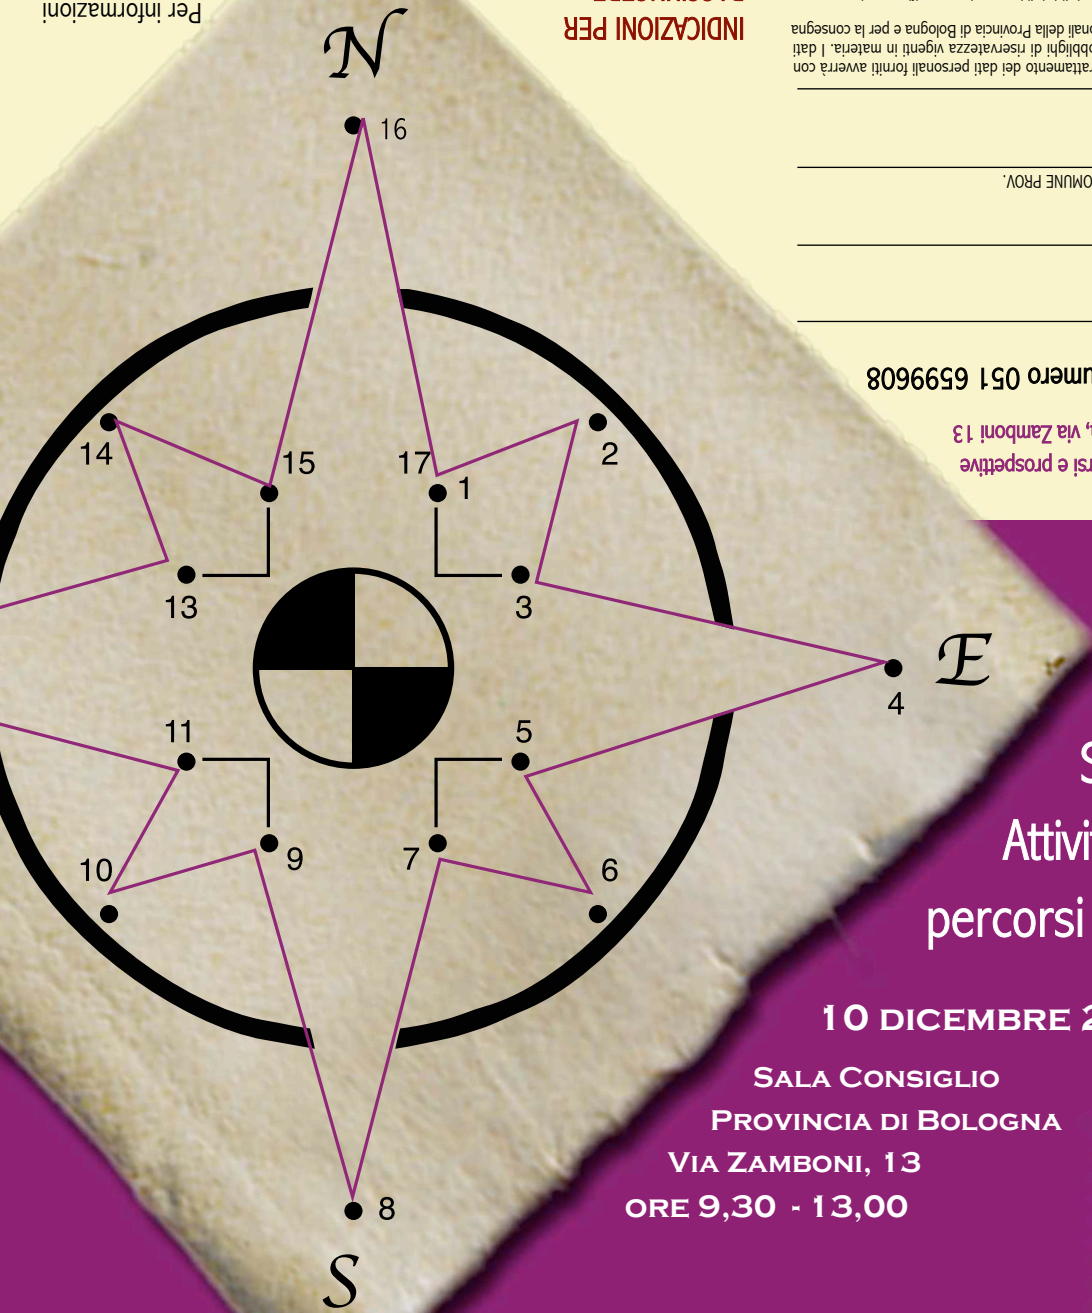 Per informazioni
N
INDICAZIONI PER
onali della Provincia di Bologna e per la consegna
obblighi di riservatezza vigenti in materia. I dati
rattamento dei dati personali forniti avverrà con
16
OMUNE PROV.
umero 051 6599608
, via Zamboni 13
rsi e prospettive
14
15
17
1
2
13
3
E
4
11
5
10
9
7
6
8
S
S
Attivit
percorsi
10 DICEMBRE 2
SALA CONSIGLIO
PROVINCIA DI BOLOGNA
VIA ZAMBONI, 13
ORE 9,30 - 13,00